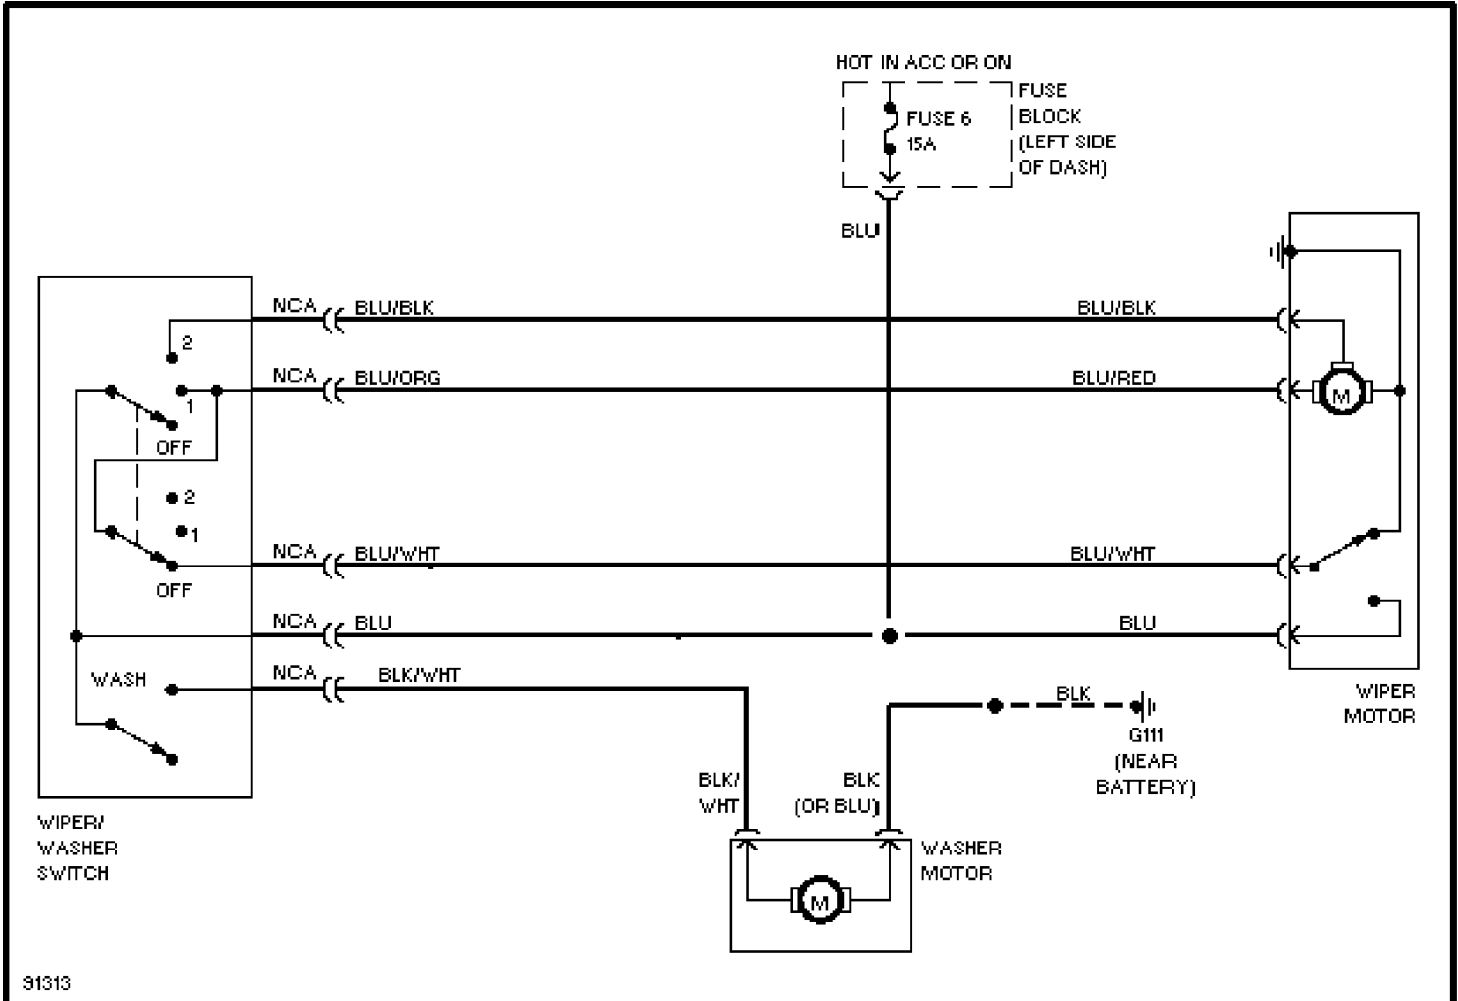 HOT IN ACC OR ON
FUSE
BLOCK
(LEFT SIDE
OF DASH)
FUSE 6
15A
BLU
NCA BLU/BLK BLU/BLK
2
NCA BLU/ORG BLU/RED
1
M
OFF
2
1
NCA BLU/WHT BLU/WHT
OFF
NCA BLU BLU
WASH NCA BLK/WHT
BLK
WIPER
MOTOR
G111
(NEAR
BATTERY)
BLK/
WHT
BLK
(OR BLU)
WIPER/
WASHER
SWITCH
WASHER
MOTOR
M
91313